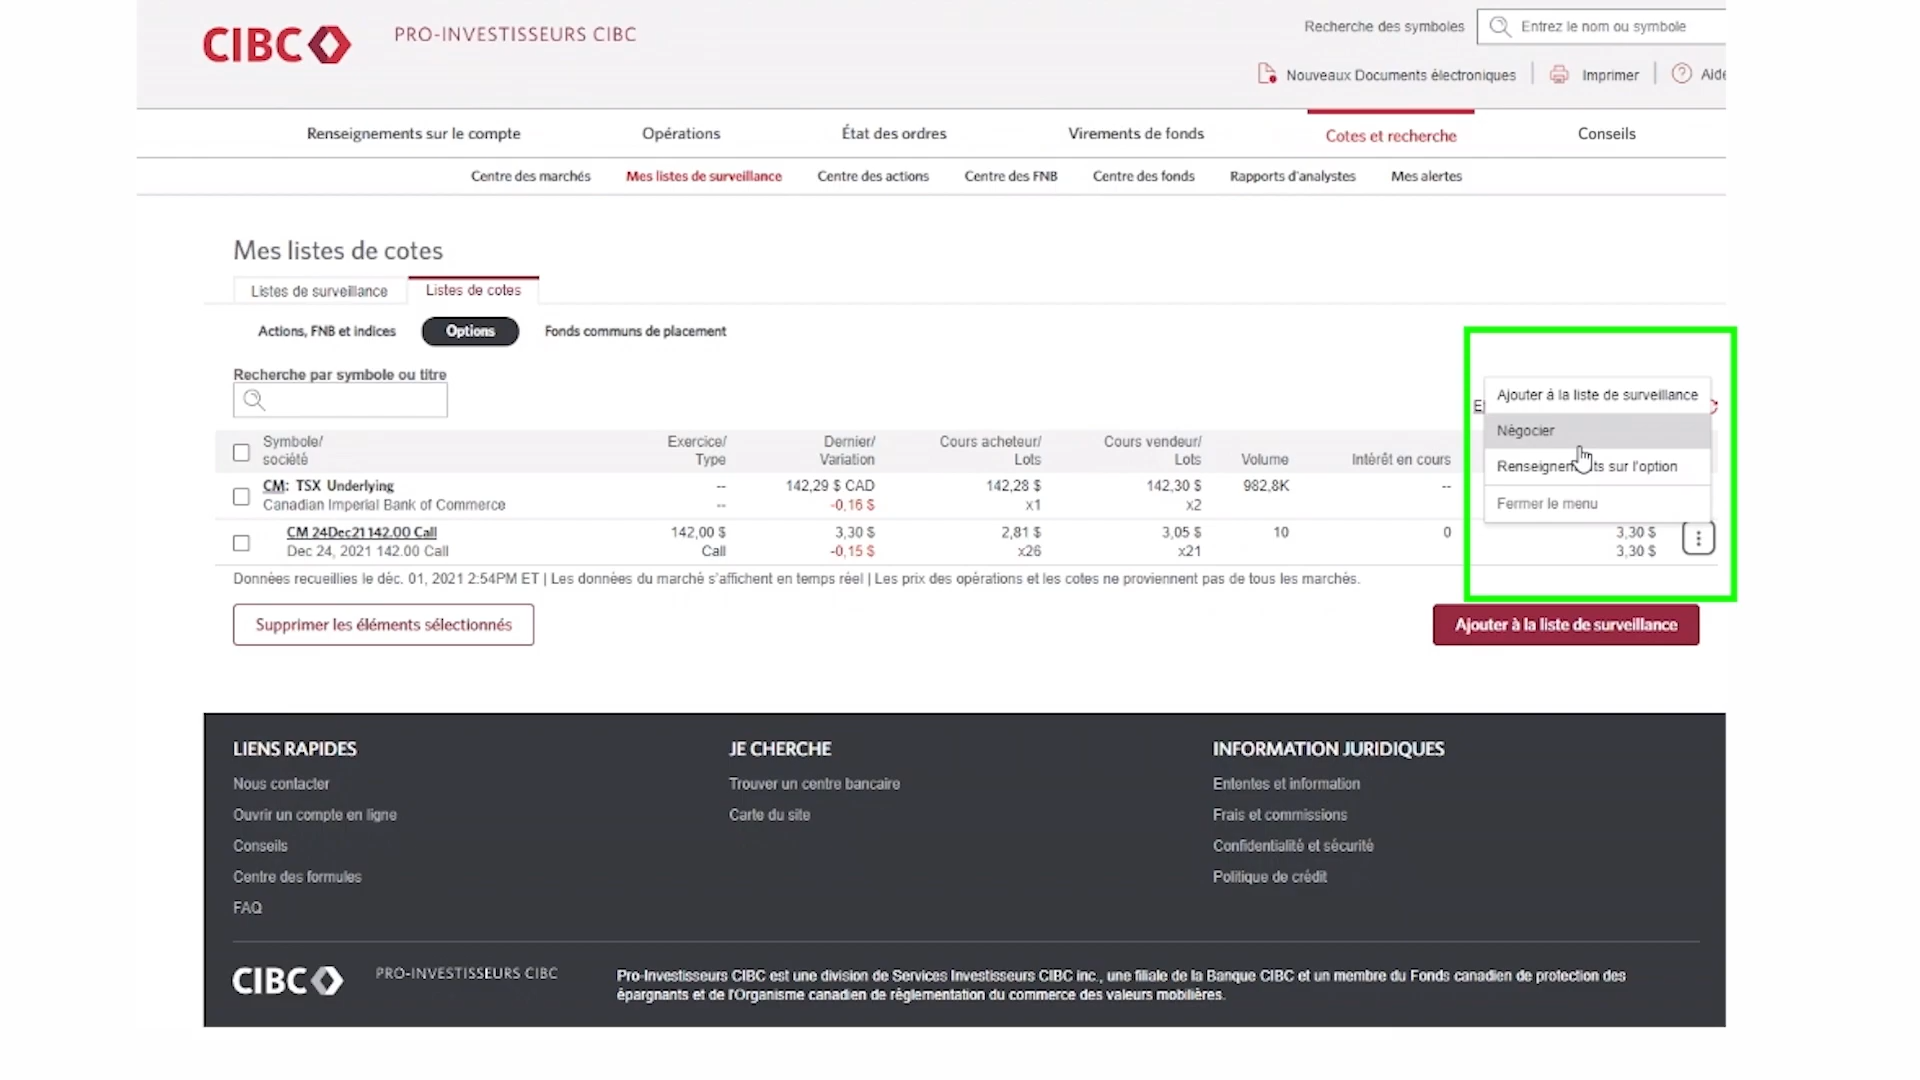 CIBC
PRO-INVESTISSEURS CIBC
Recherche des symboles
Entrez le nom ou symbole
Nouveaux Documents électroniques
Imprimer
Aide
Renseignements sur le compte
Opérations
État des ordres
Virements de fonds
Cotes et recherche
Conseils
Centre des marchés
Mes listes de surveillance
Centre des actions
Centre des FNB
Centre des fonds
Rapports d'analystes
Mes alertes
Mes listes de cotes
Listes de surveillance
Listes de cotes
Actions, FNB et indices
Options
Fonds communs de placement
Recherche par symbole ou titre
Ajouter à la liste de surveillance
Négocier
Renseignements sur l'option
Fermer le menu
Symbole/
société
Exercice/
Type
Dernier/
Variation
Cours acheteur/
Lots
Cours vendeur/
Lots
Volume
Intérêt en cours
CM: TSX Underlying
Canadian Imperial Bank of Commerce
--
--
142,29 $ CAD
-0,16 $
142,28 $
x1
142,30 $
x2
982,8K
--
CM 24Dec21 142.00 Call
Dec 24, 2021 142.00 Call
142,00 $
Call
3,30 $
-0,15 $
2,81 $
x26
3,05 $
x21
10
0
3,30 $
3,30 $
Données recueillies le déc. 01, 2021 2:54PM ET | Les données du marché s'affichent en temps réel | Les prix des opérations et les cotes ne proviennent pas de tous les marchés.
Supprimer les éléments sélectionnés
Ajouter à la liste de surveillance
LIENS RAPIDES
Nous contacter
Ouvrir un compte en ligne
Conseils
Centre des formules
FAQ
JE CHERCHE
Trouver un centre bancaire
Carte du site
INFORMATION JURIDIQUES
Ententes et information
Frais et commissions
Confidentialité et sécurité
Politique de crédit
CIBC
PRO-INVESTISSEURS CIBC
Pro-Investisseurs CIBC est une division de Services Investisseurs CIBC inc., une filiale de la Banque CIBC et un membre du Fonds canadien de protection des
épargnants et de l'Organisme canadien de règlementation du commerce des valeurs mobilières.